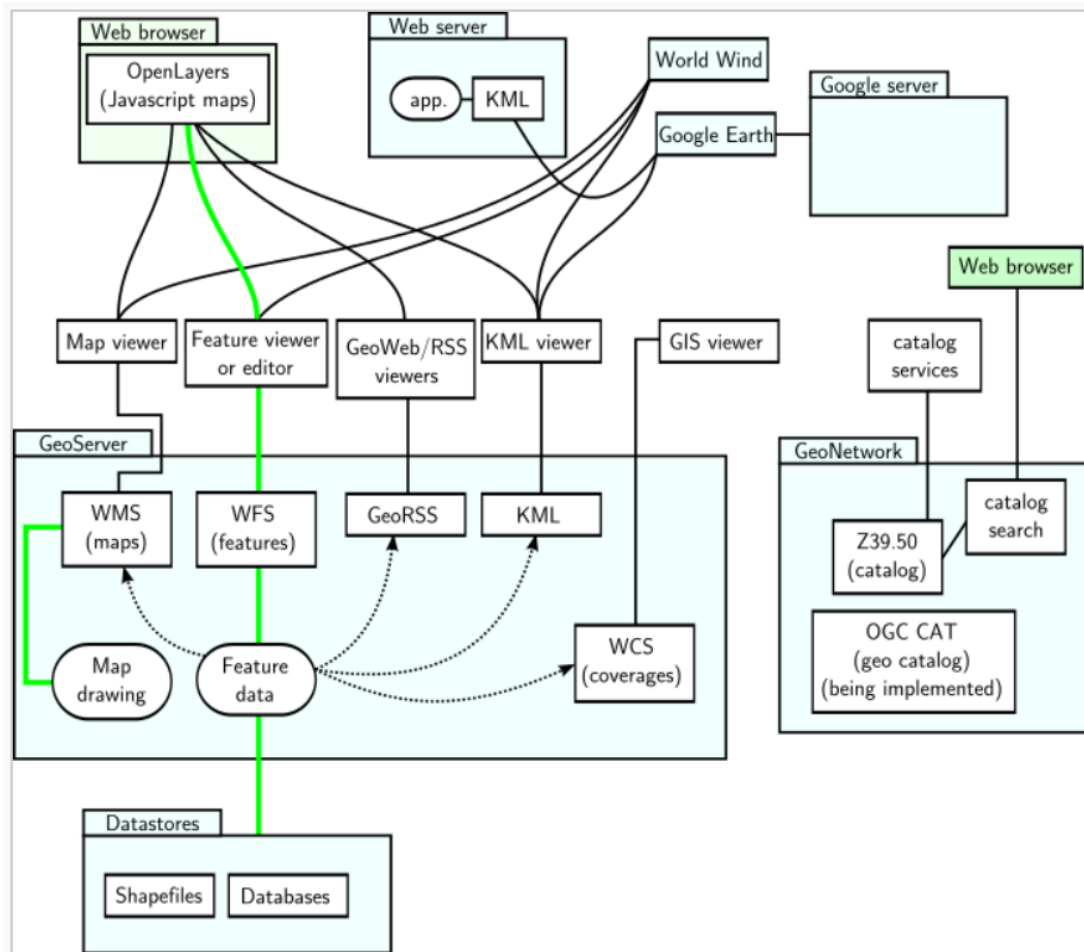 Web browser
OpenLayers
(Javascript maps)
Web server
app.
KML
World Wind
Google Earth
Google server
Web browser
Map viewer
Feature viewer
or editor
GeoWeb/RSS
viewers
KML viewer
GIS viewer
catalog
services
GeoServer
WMS
(maps)
WFS
(features)
GeoRSS
KML
Map
drawing
Feature
data
WCS
(coverages)
GeoNetwork
catalog
search
Z39.50
(catalog)
OGC CAT
(geo catalog)
(being implemented)
Datastores
Shapefiles
Databases